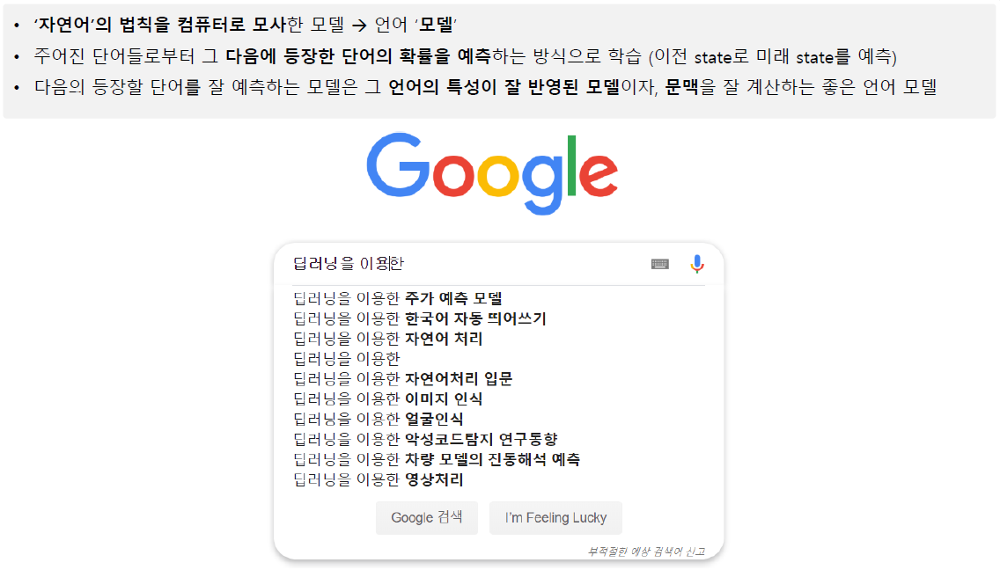 • ‘자연어’의 법칙을 컴퓨터로 모사한 모델 → 언어 ‘모델’
• 주어진 단어들로부터 그 다음에 등장한 단어의 확률을 예측하는 방식으로 학습 (이전 state로 미래 state를 예측)
• 다음의 등장할 단어를 잘 예측하는 모델은 그 언어의 특성이 잘 반영된 모델이자, 문맥을 잘 계산하는 좋은 언어 모델
Google
딥러닝을 이용한
딥러닝을 이용한 주가 예측 모델
딥러닝을 이용한 한국어 자동 띄어쓰기
딥러닝을 이용한 자연어 처리
딥러닝을 이용한
딥러닝을 이용한 자연어처리 입문
딥러닝을 이용한 이미지 인식
딥러닝을 이용한 얼굴인식
딥러닝을 이용한 악성코드탐지 연구동향
딥러닝을 이용한 차량 모델의 진동해석 예측
딥러닝을 이용한 영상처리
Google 검색 I'm Feeling Lucky
부적절한 예상 검색어 신고